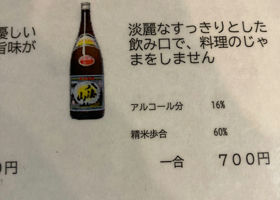 優しい
旨味が
淡麗なすっきりとした
飲み口で、料理のじゃ
まをしません
アルコール分 16%
精米歩合 60%
一合 700円
0円